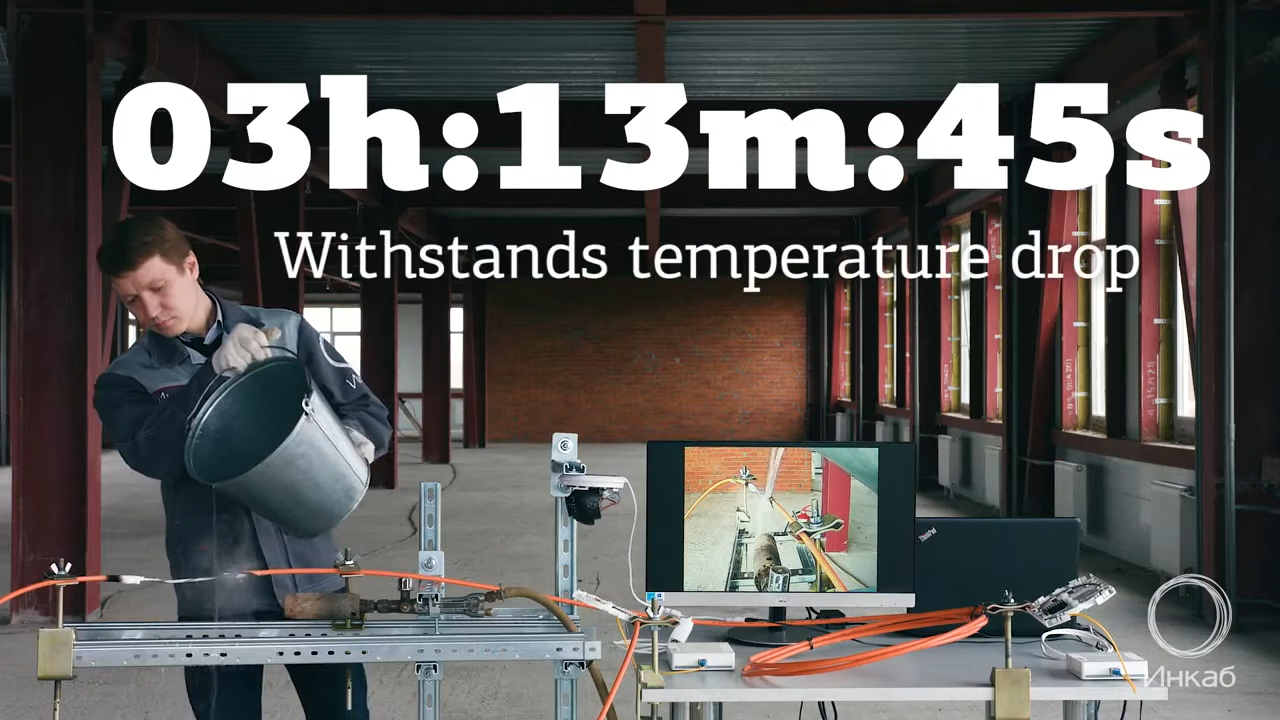 03h:13m:45s
Withstands temperature drop
ThinkPad
Инкаб